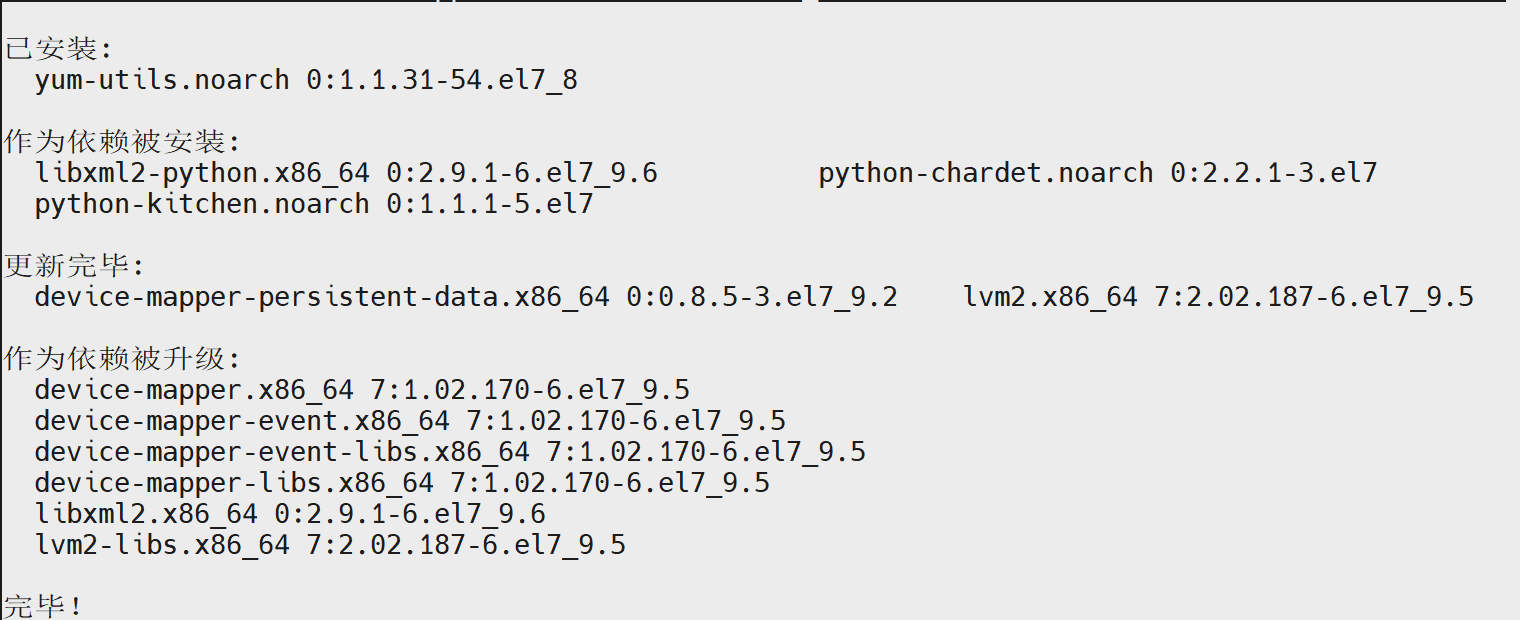 已安装:
yum-utils.noarch 0:1.1.31-54.el7_8
作为依赖被安装:
libxml2-python.x86_64 0:2.9.1-6.el7_9.6 python-chardet.noarch 0:2.2.1-3.el7
python-kitchen.noarch 0:1.1.1-5.el7
更新完毕:
device-mapper-persistent-data.x86_64 0:0.8.5-3.el7_9.2 lvm2.x86_64 7:2.02.187-6.el7_9.5
作为依赖被升级:
device-mapper.x86_64 7:1.02.170-6.el7_9.5
device-mapper-event.x86_64 7:1.02.170-6.el7_9.5
device-mapper-event-libs.x86_64 7:1.02.170-6.el7_9.5
device-mapper-libs.x86_64 7:1.02.170-6.el7_9.5
libxml2.x86_64 0:2.9.1-6.el7_9.6
lvm2-libs.x86_64 7:2.02.187-6.el7_9.5
完毕!